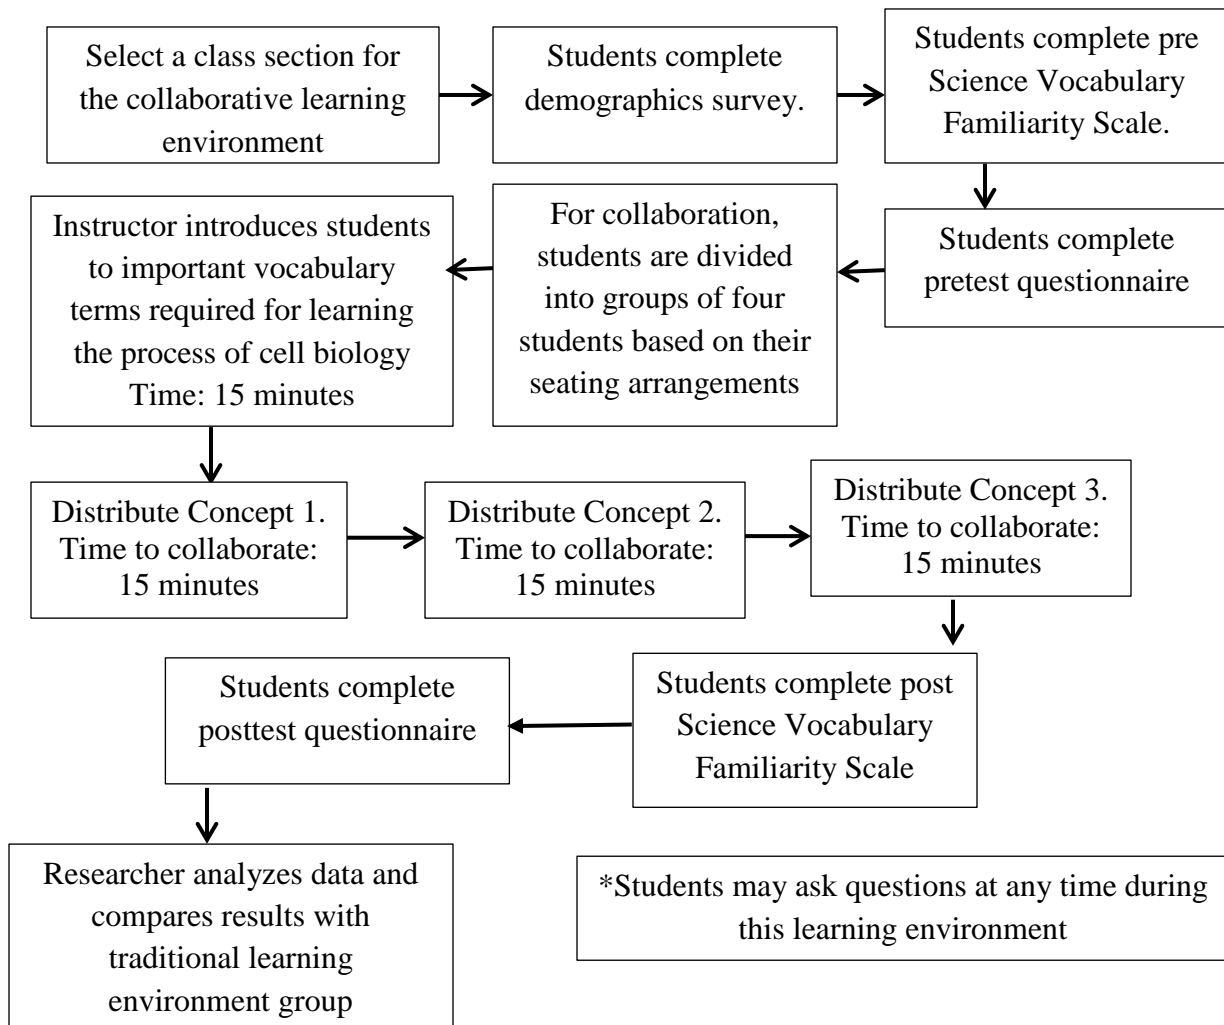 Select a class section for
the collaborative learning
environment
Students complete
demographics survey.
Students complete pre
Science Vocabulary
Familiarity Scale.
Students complete
pretest questionnaire
For collaboration,
students are divided
into groups of four
students based on their
seating arrangements
Instructor introduces students
to important vocabulary
terms required for learning
the process of cell biology
Time: 15 minutes
Distribute Concept 1.
Time to collaborate:
15 minutes
Distribute Concept 2.
Time to collaborate:
15 minutes
Distribute Concept 3.
Time to collaborate:
15 minutes
Students complete post
Science Vocabulary
Familiarity Scale
Students complete
posttest questionnaire
Researcher analyzes data and
compares results with
traditional learning
environment group
*Students may ask questions at any time during
this learning environment